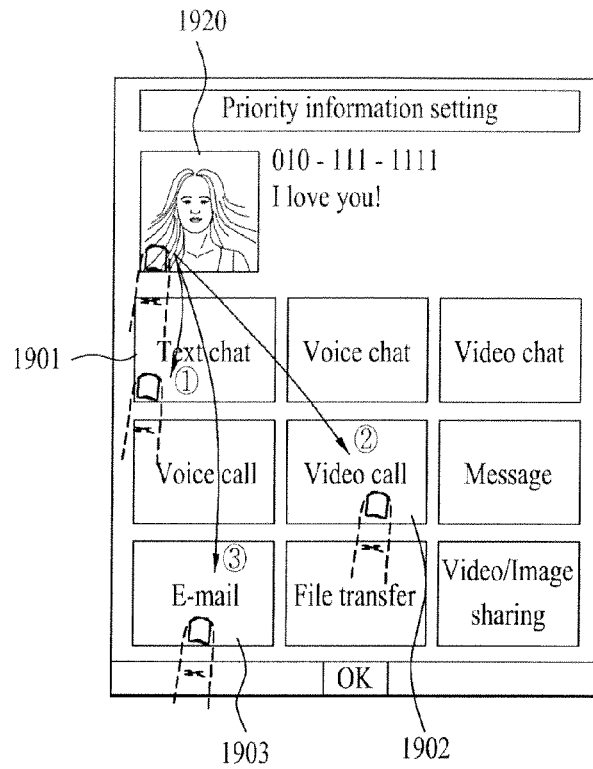 1920
Priority information setting
010 - 111 - 1111
I love you!
1901
Text chat
Voice chat
Video chat
①
②
Voice call
Video call
Message
③
E-mail
File transfer
Video/Image
sharing
OK
1903
1902